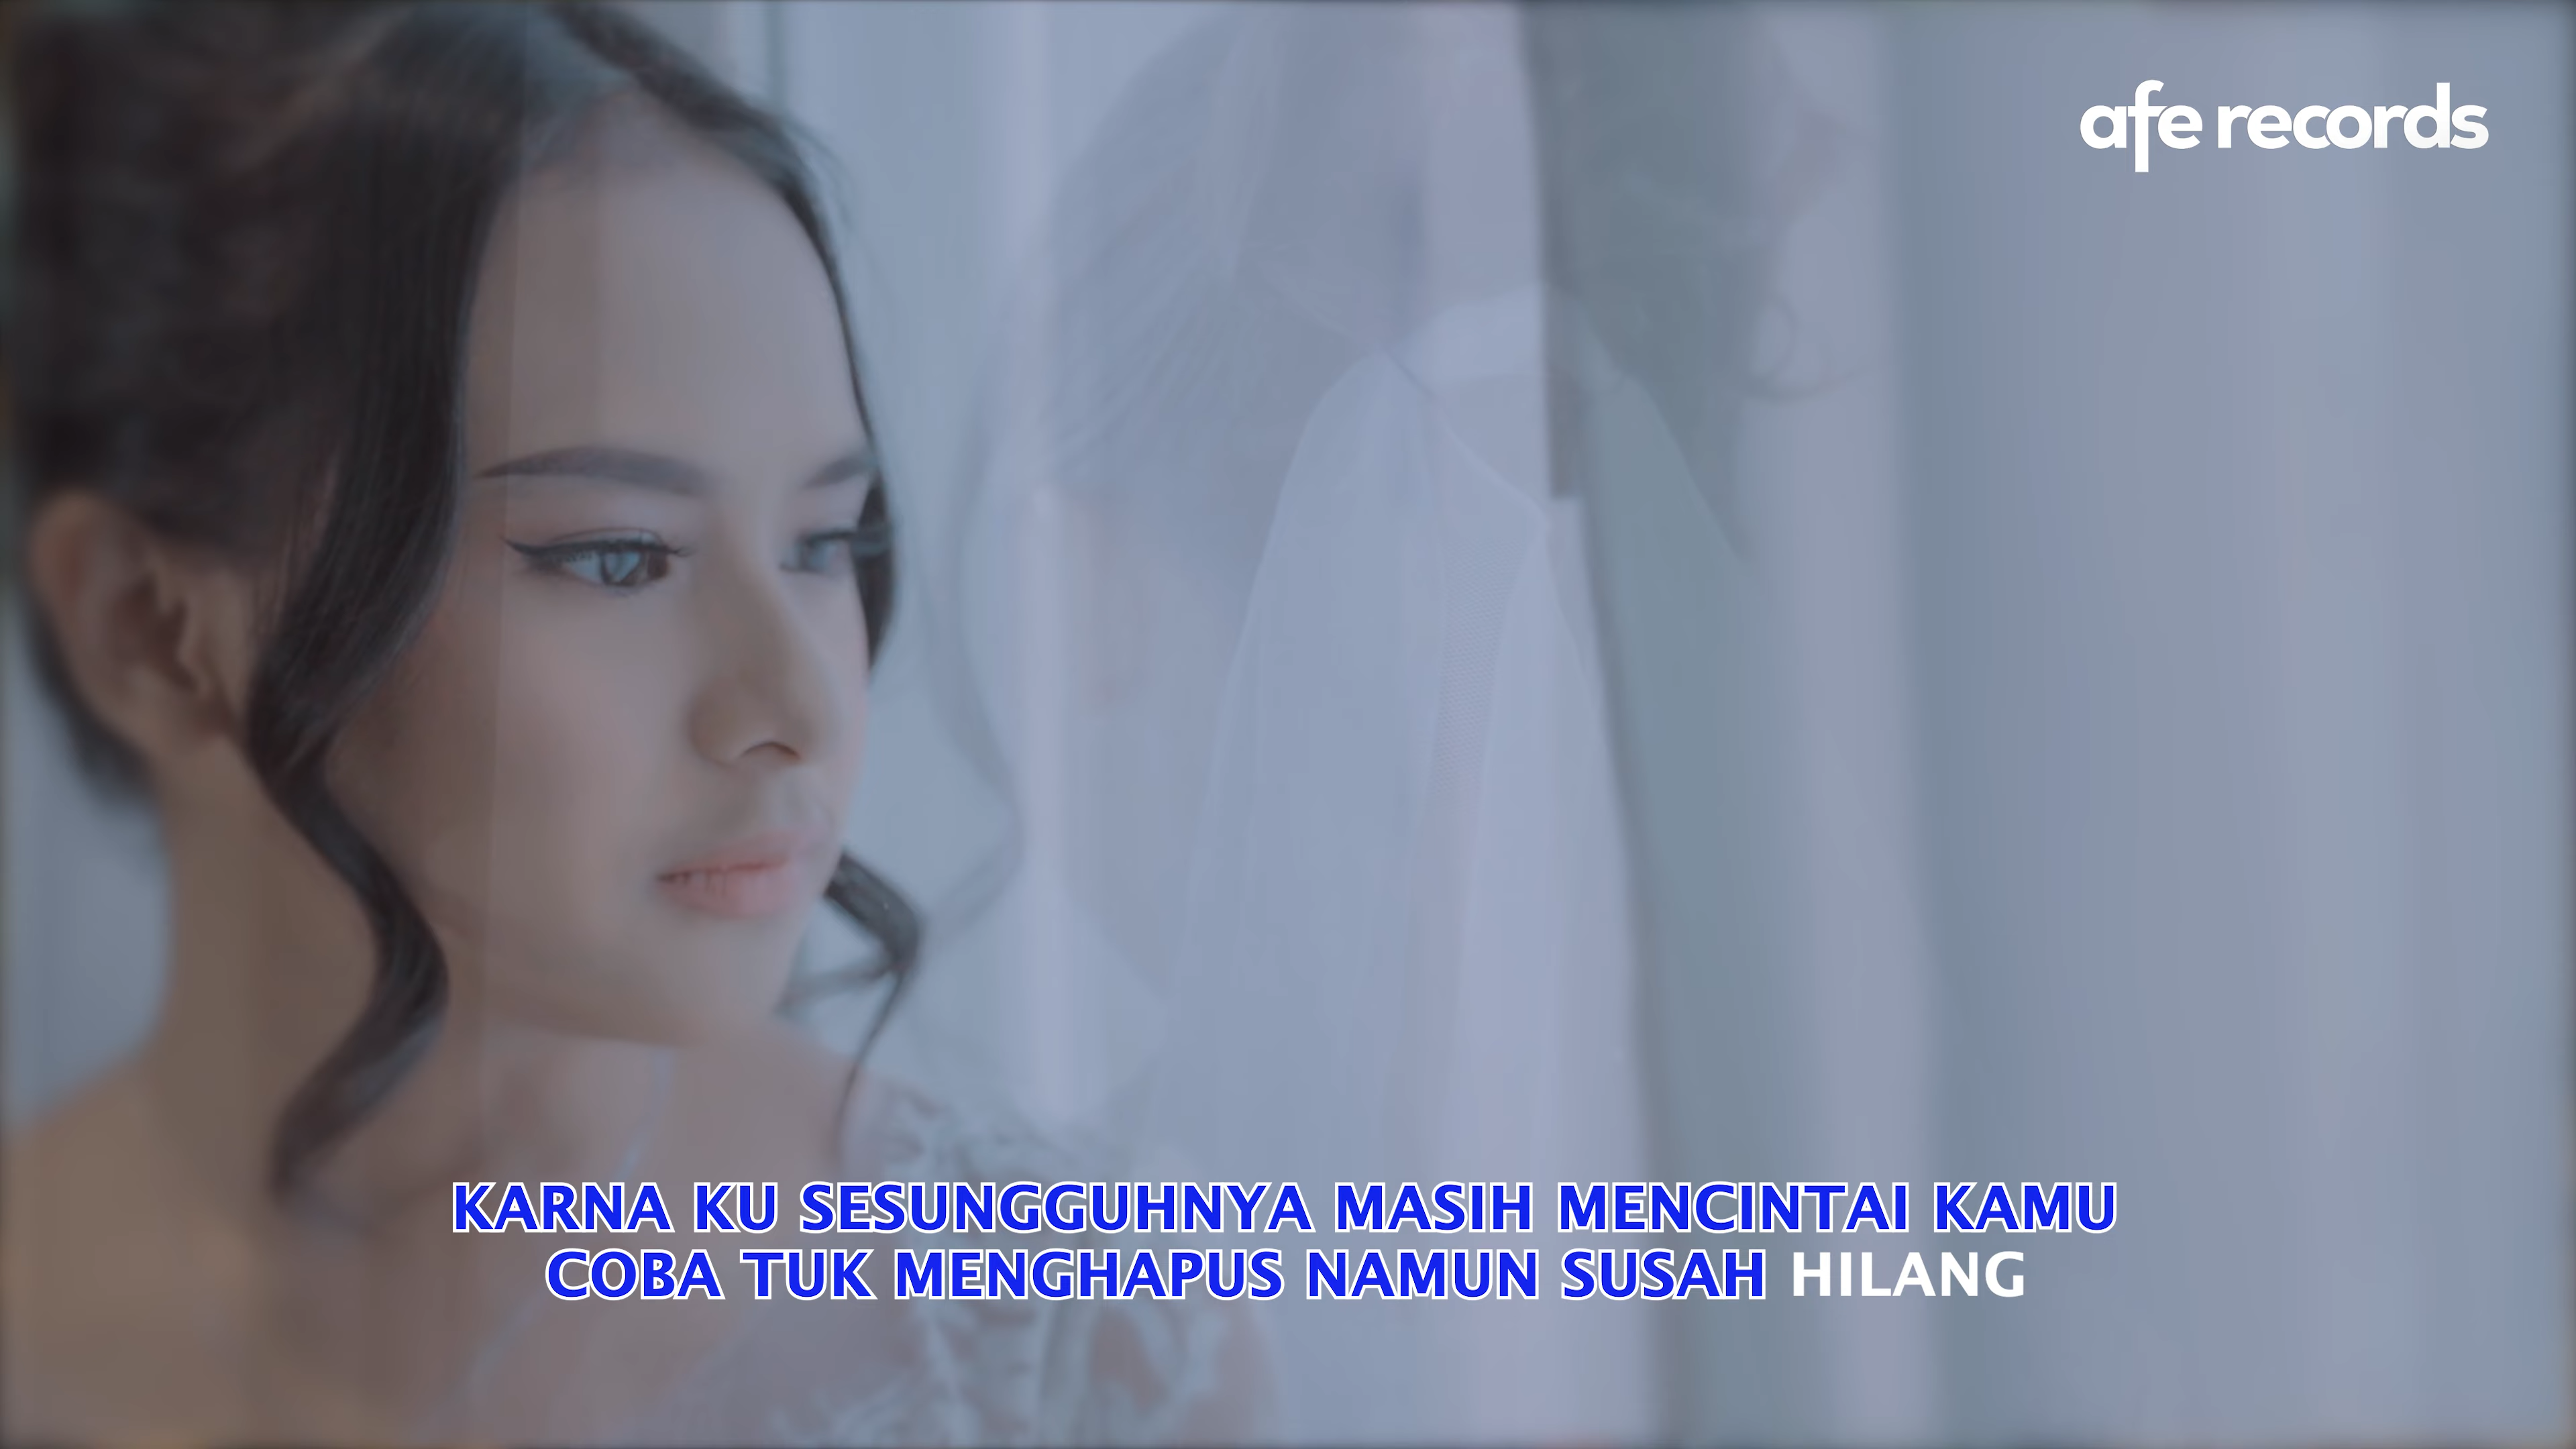 afe records
KARNA KU SESUNGGUHNYA MASIH MENCINTAI KAMU
COBA TUK MENGHAPUS NAMUN SUSAH HILANG